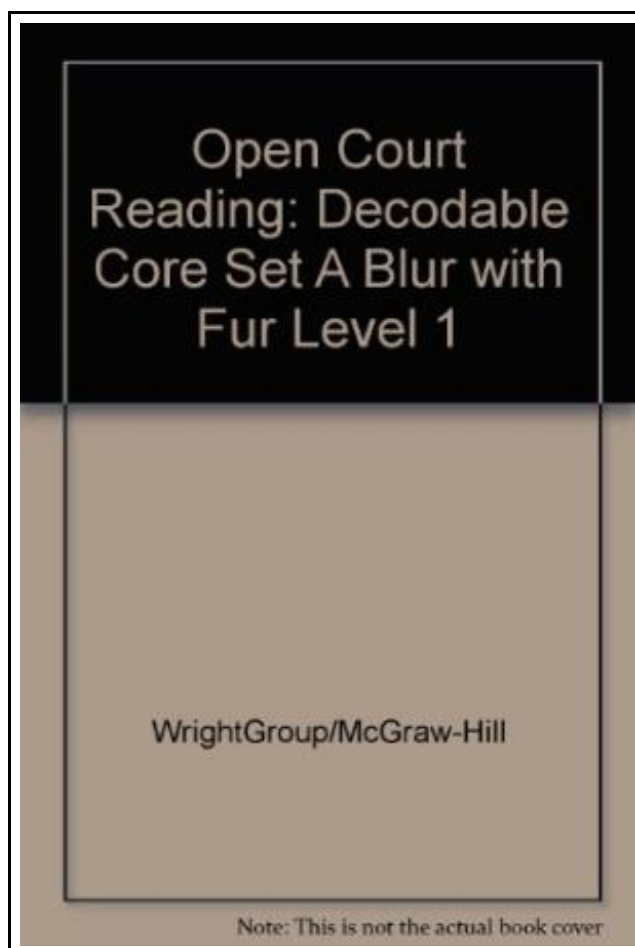 Open Court
Reading: Decodable
Core Set A Blur with
Fur Level 1
WrightGroup/McGraw-Hill
Note: This is not the actual book cover